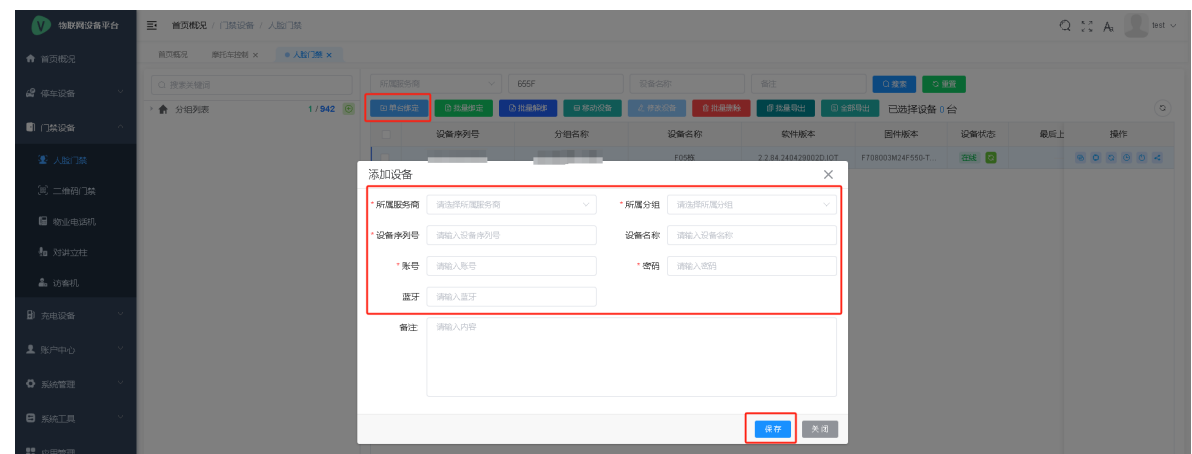 物联网设备平台
首页概况 / 门禁设备 / 人脸门禁
test
首页概况
摩托车控制 ×
人脸门禁 ×
首页概况
停车设备
门禁设备
人脸门禁
二维码门禁
物业电话机
对讲立柱
访客机
充电设备
账户中心
系统管理
系统工具
应用管理
搜索关键词
分组列表 1 / 942
所属服务商 655F 设备名称 备注 搜索 重置
单台绑定 批量绑定 批量解绑 移动设备 修改设备 批量删除 批量导出 全部导出 已选择设备 0 台
设备序列号 分组名称 设备名称 软件版本 固件版本 设备状态 最后上 操作
2.2.84.240429002D.IOT F708003M24F550-T...
添加设备
* 所属服务商 请选择所属服务商 * 所属分组 请选择所属分组
* 设备序列号 请输入设备序列号 设备名称 请输入设备名称
* 账号 请输入账号 * 密码 请输入密码
蓝牙 请输入蓝牙
备注 请输入内容
保存 关闭